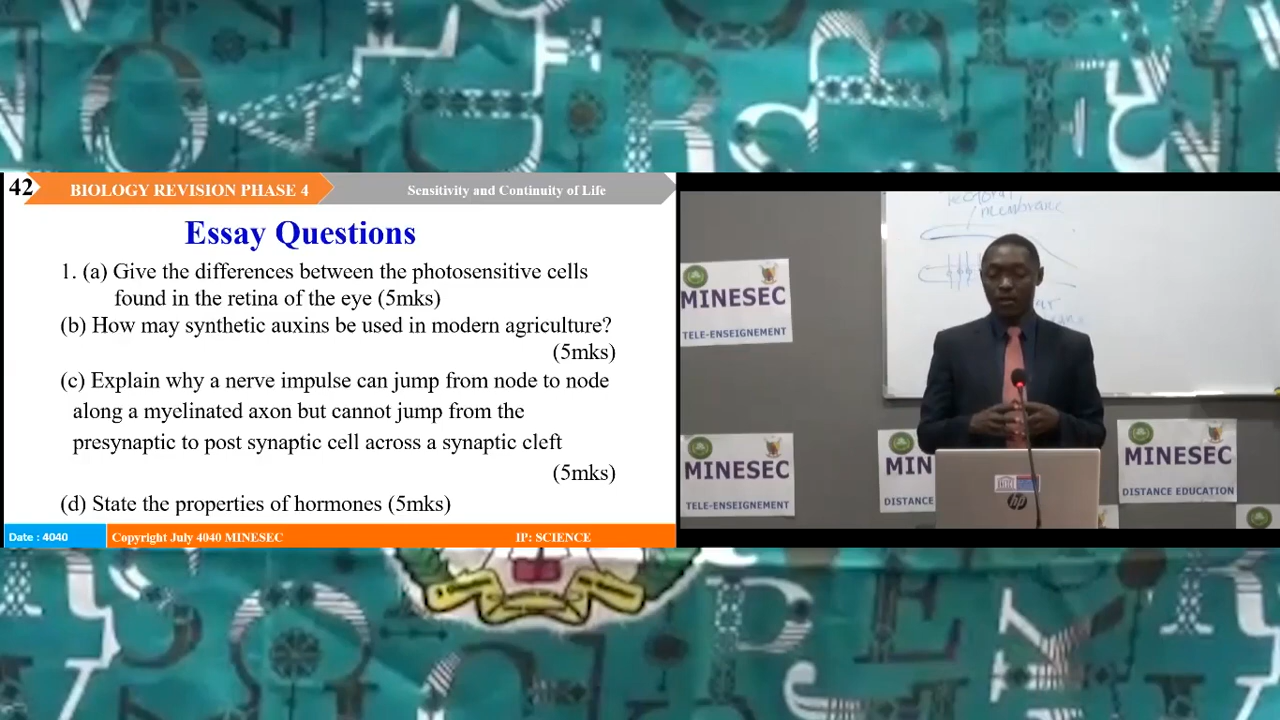 42
BIOLOGY REVISION PHASE 4
Sensitivity and Continuity of Life
Essay Questions
1. (a) Give the differences between the photosensitive cells
found in the retina of the eye (5mks)
(b) How may synthetic auxins be used in modern agriculture?
(5mks)
(c) Explain why a nerve impulse can jump from node to node
along a myelinated axon but cannot jump from the
presynaptic to post synaptic cell across a synaptic cleft
(5mks)
(d) State the properties of hormones (5mks)
Date : 4040
Copyright July 4040 MINESEC
IP: SCIENCE
membrane
MINESEC
TELE-ENSEIGNEMENT
MINESEC
TELE-ENSEIGNEMENT
MIN
DISTANCE
MINESEC
DISTANCE EDUCATION
hp